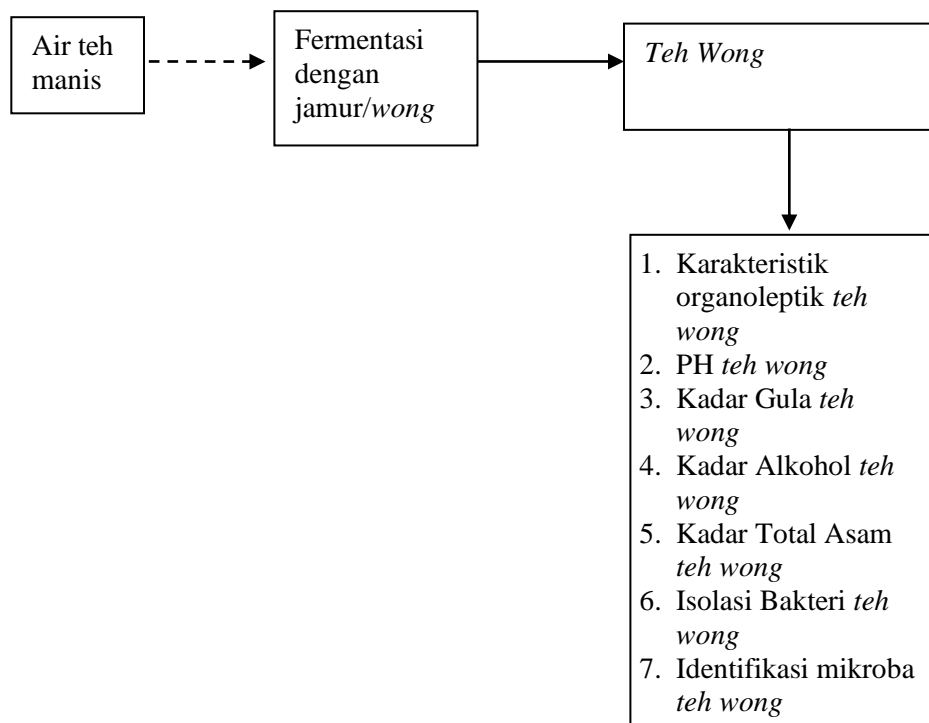 Air teh
manis
Fermentasi
dengan
jamur/wong
Teh Wong
1. Karakteristik
organoleptik teh
wong
2. PH teh wong
3. Kadar Gula teh
wong
4. Kadar Alkohol teh
wong
5. Kadar Total Asam
teh wong
6. Isolasi Bakteri teh
wong
7. Identifikasi mikroba
teh wong